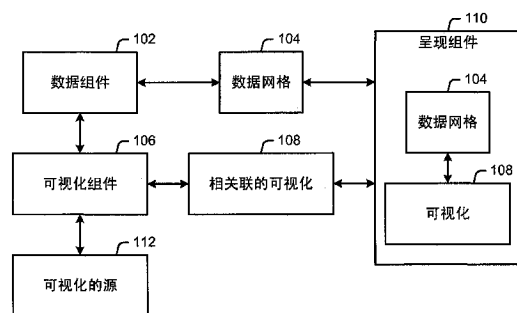 110
呈现组件
102
数据组件
104
数据网格
104
数据网格
106
可视化组件
108
相关联的可视化
108
可视化
112
可视化的源